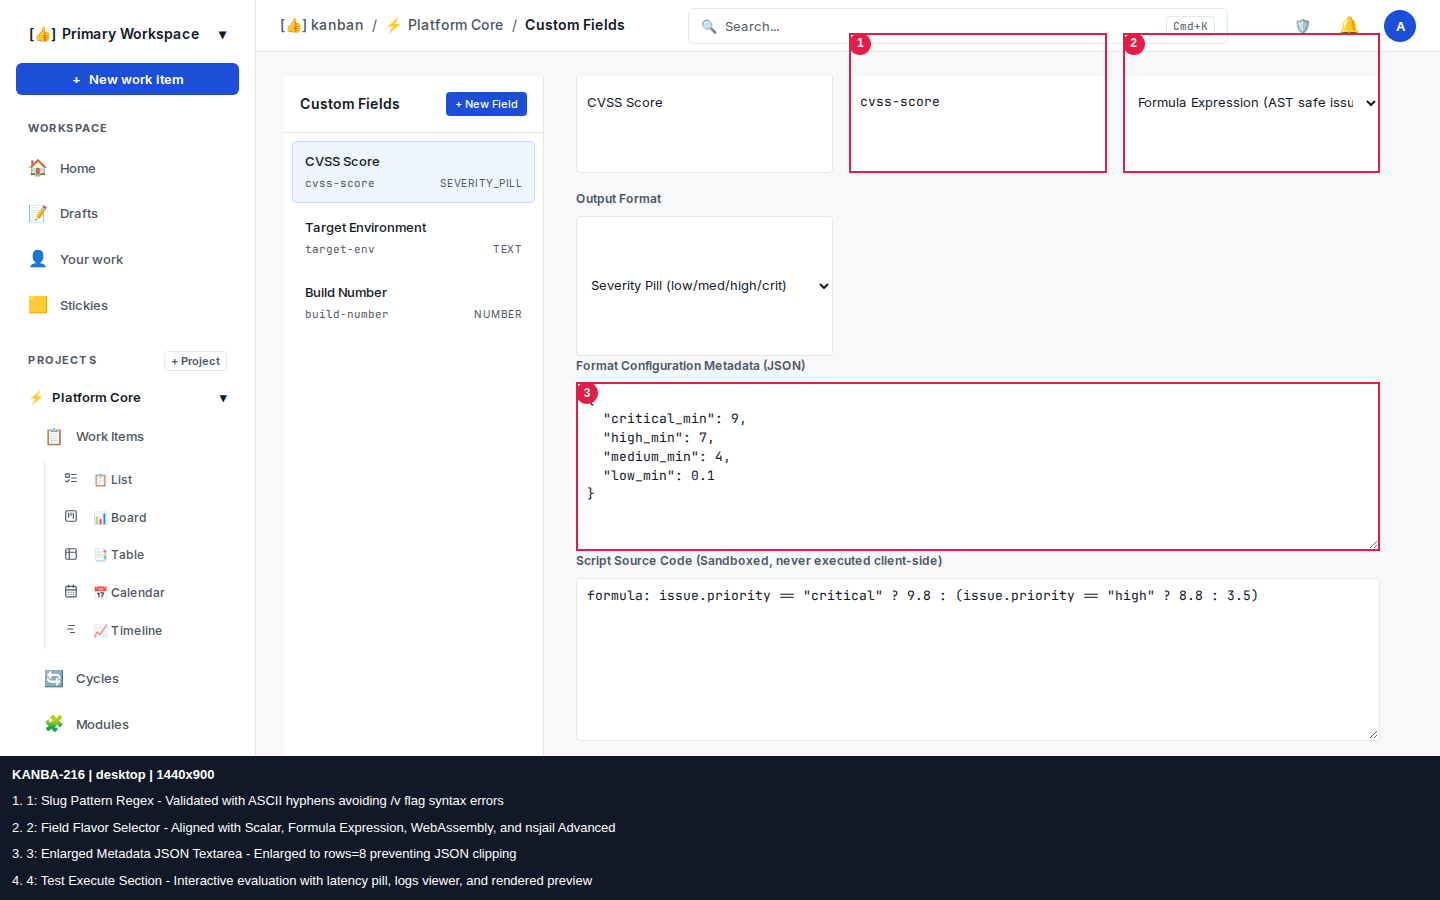 [👍] Primary Workspace ▼
[👍] kanban / ⚡ Platform Core / Custom Fields
🔍 Search... Cmd+K
A
+ New work item
WORKSPACE
🏠 Home
📝 Drafts
👤 Your work
🟨 Stickies
PROJECTS + Project
⚡ Platform Core ▼
📋 Work Items
📋 List
📊 Board
📑 Table
📅 Calendar
📈 Timeline
🔄 Cycles
🧩 Modules
Custom Fields + New Field
CVSS Score
cvss-score SEVERITY_PILL
Target Environment
target-env TEXT
Build Number
build-number NUMBER
1
2
CVSS Score
cvss-score
Formula Expression (AST safe issu
Output Format
Severity Pill (low/med/high/crit)
Format Configuration Metadata (JSON)
3
"critical_min": 9,
"high_min": 7,
"medium_min": 4,
"low_min": 0.1
}
Script Source Code (Sandboxed, never executed client-side)
formula: issue.priority == "critical" ? 9.8 : (issue.priority == "high" ? 8.8 : 3.5)
KANBA-216 | desktop | 1440x900
1. 1: Slug Pattern Regex - Validated with ASCII hyphens avoiding /v flag syntax errors
2. 2: Field Flavor Selector - Aligned with Scalar, Formula Expression, WebAssembly, and nsjail Advanced
3. 3: Enlarged Metadata JSON Textarea - Enlarged to rows=8 preventing JSON clipping
4. 4: Test Execute Section - Interactive evaluation with latency pill, logs viewer, and rendered preview